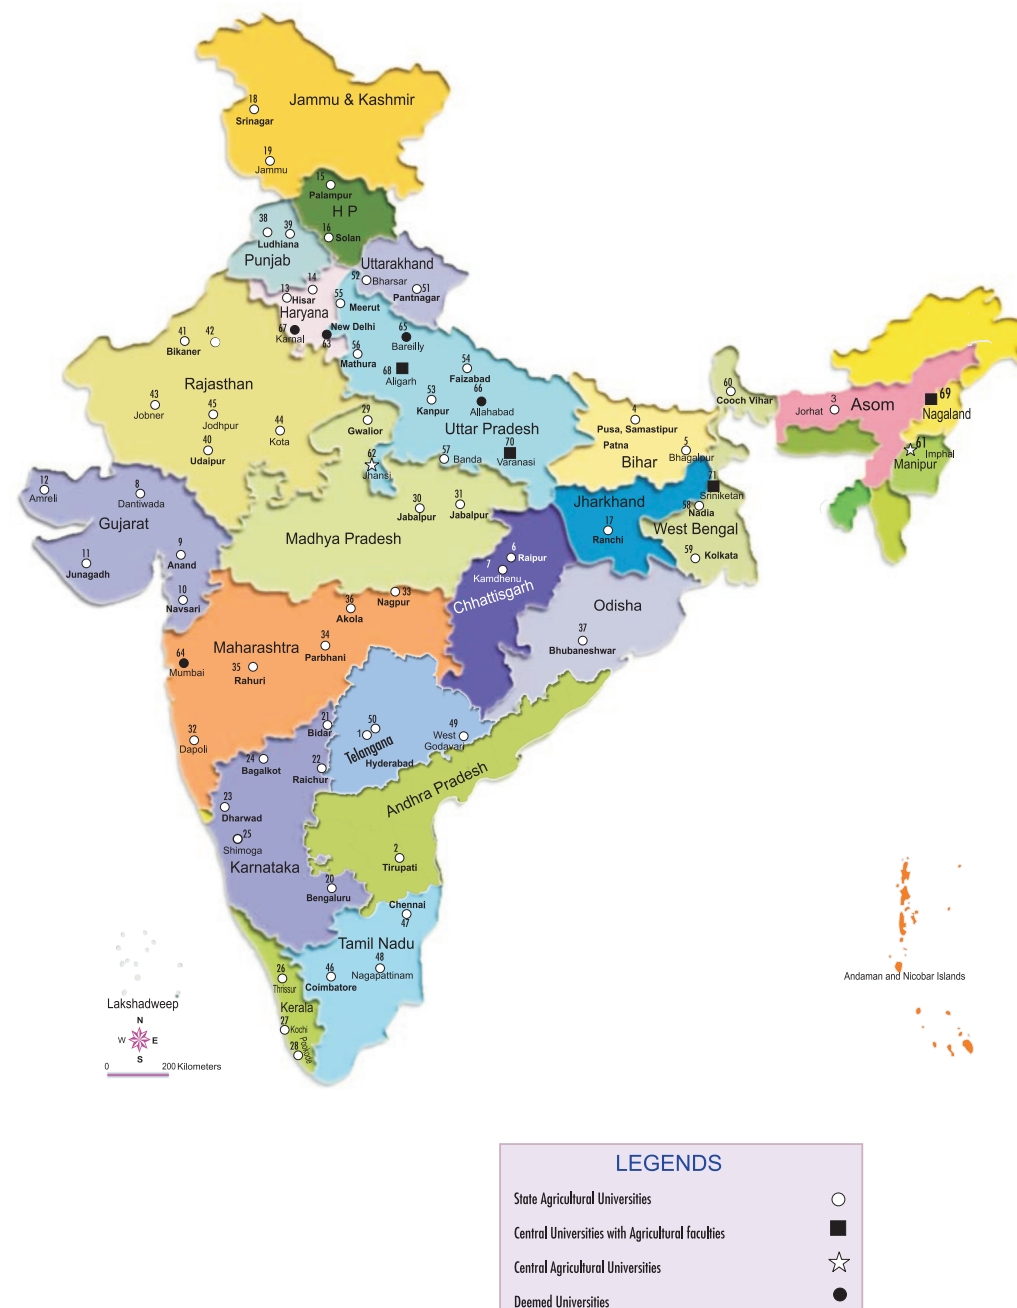 18
Jammu & Kashmir
Srinagar
19
Jammu
15
Palampur
H P
38
39
16
Solan
Ludhiana
Punjab
Uttarakhand
52
Bharsar
51
Pantnagar
14
13
Hisar
55
Meerut
Haryana
67
Karnal
New Delhi
63
65
Bareilly
41
42
Bikaner
56
Mathura
68
Aligarh
54
Faizabad
60
Cooch Vihar
Rajasthan
43
Jobner
45
Jodhpur
44
Kota
40
Udaipur
29
Gwalior
53
Kanpur
66
Allahabad
Uttar Pradesh
4
Pusa, Samastipur
Patna
5
Bhagalpur
Bihar
3
Jorhat
Asom
69
Nagaland
61
Imphal
Manipur
62
Jhansi
57
Banda
70
Varanasi
71
Sriniketan
12
Amreli
8
Dantiwada
Gujarat
30
Jabalpur
31
Jabalpur
Madhya Pradesh
Jharkhand
17
Ranchi
58
Nadia
West Bengal
59
Kolkata
11
Junagadh
9
Anand
10
Navsari
6
Raipur
7
Kamdhenu
Chhattisgarh
Odisha
37
Bhubaneshwar
36
Akola
33
Nagpur
34
Parbhani
Maharashtra
64
Mumbai
35
Rahuri
32
Dapoli
21
Bidar
50
1
Telangana
Hyderabad
49
West
Godavari
24
Bagalkot
22
Raichur
Andhra Pradesh
23
Dharwad
25
Shimoga
Karnataka
2
Tirupati
20
Bengaluru
Chennai
47
Tamil Nadu
46
Coimbatore
48
Nagapattinam
26
Thrissur
Kerala
27
Kochi
28
Pookode
Andaman and Nicobar Islands
Lakshadweep
N
W
E
S
0
200 Kilometers
LEGENDS
State Agricultural Universities
Central Universities with Agricultural faculties
Central Agricultural Universities
Deemed Universities